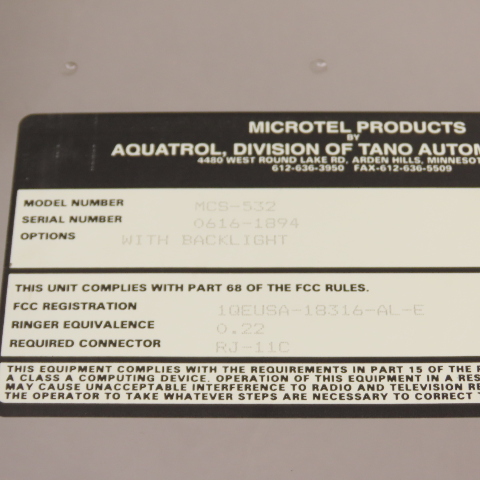 MICROTEL PRODUCTS
BY
AQUATROL, DIVISION OF TANO AUTOM
4480 WEST ROUND LAKE RD, ARDEN HILLS, MINNESOT
612-636-3950 FAX-612-636-5509
MODEL NUMBER MCS-532
SERIAL NUMBER 0616-1894
OPTIONS WITH BACKLIGHT
THIS UNIT COMPLIES WITH PART 68 OF THE FCC RULES.
FCC REGISTRATION 1QEUSA-18316-AL-E
RINGER EQUIVALENCE 0.22
REQUIRED CONNECTOR RJ-11C
THIS EQUIPMENT COMPLIES WITH THE REQUIREMENTS IN PART 15 OF THE F
A CLASS A COMPUTING DEVICE. OPERATION OF THIS EQUIPMENT IN A RES
MAY CAUSE UNACCEPTABLE INTERFERENCE TO RADIO AND TELEVISION RE
THE OPERATOR TO TAKE WHATEVER STEPS ARE NECESSARY TO CORRECT T